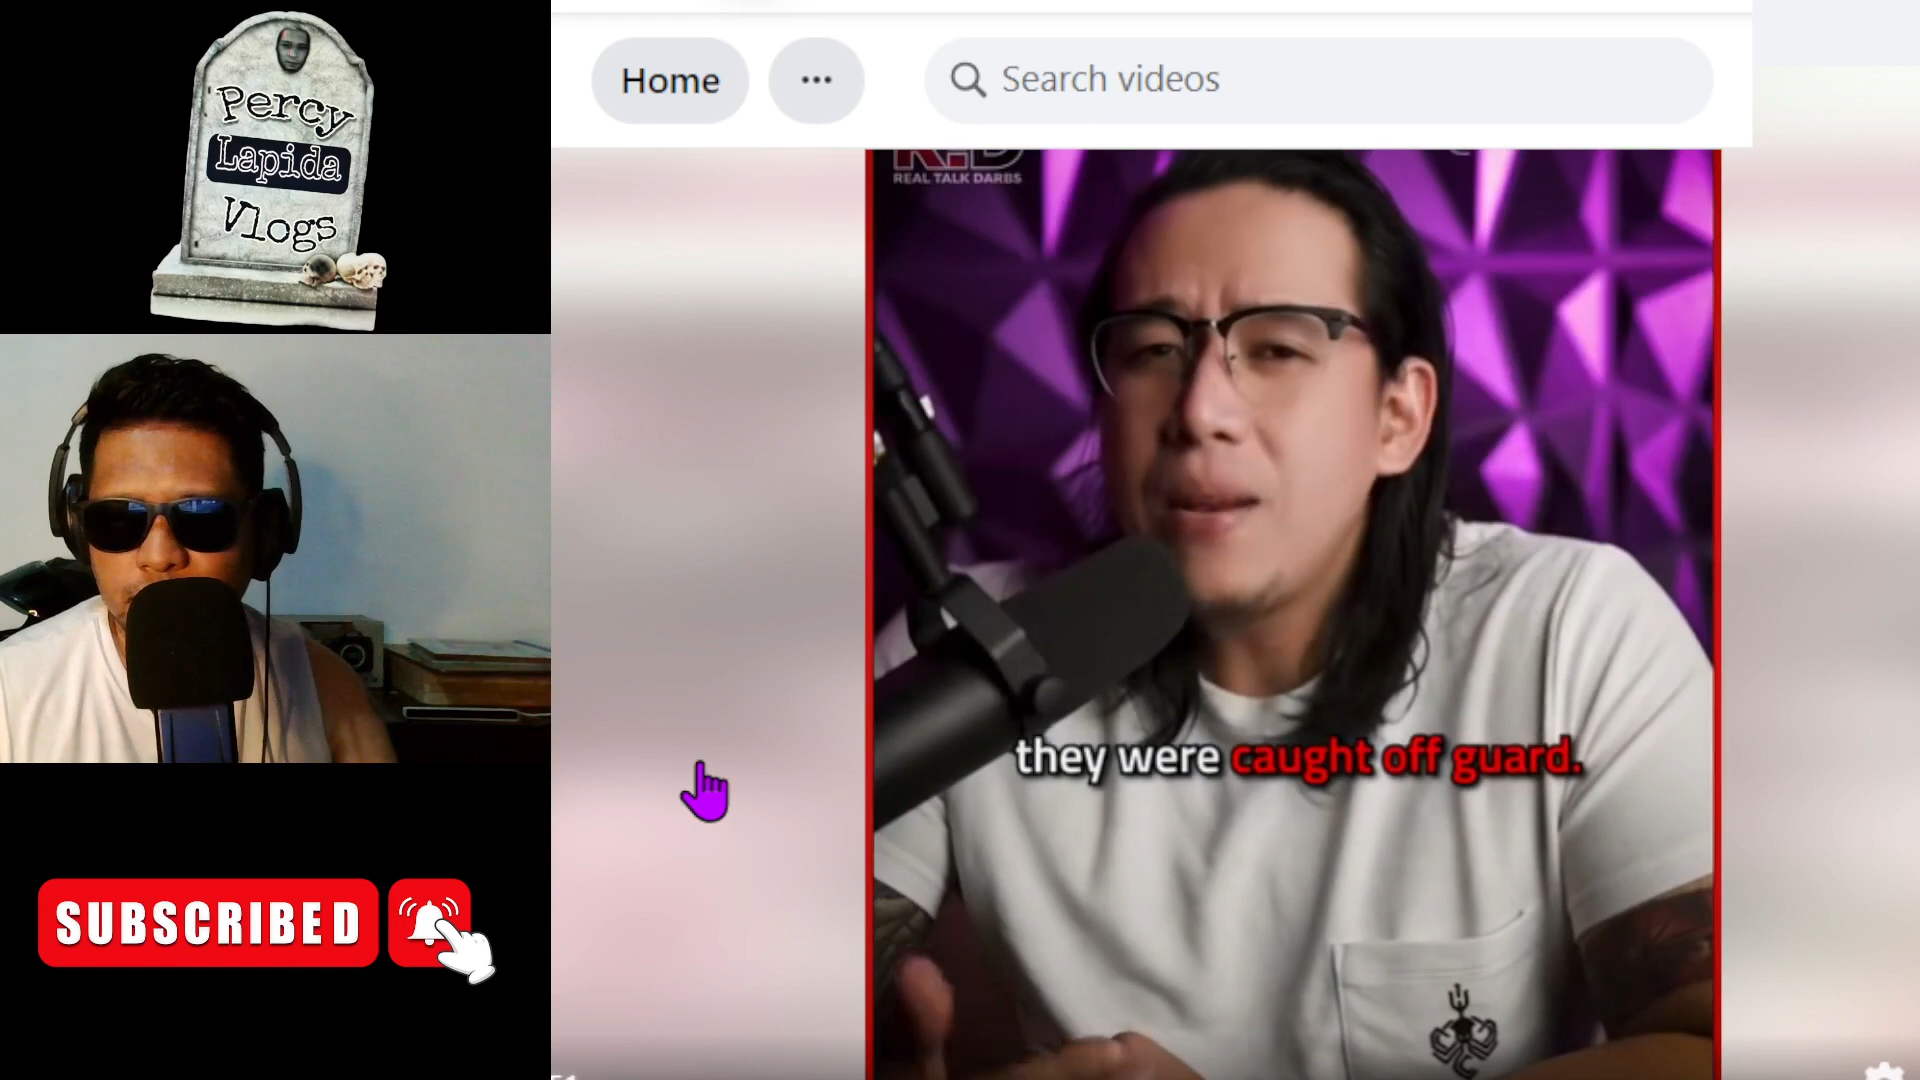 Percy
Lapida
Vlogs
Home
Search videos
REAL TALK DARBS
they were caught off guard.
SUBSCRIBED